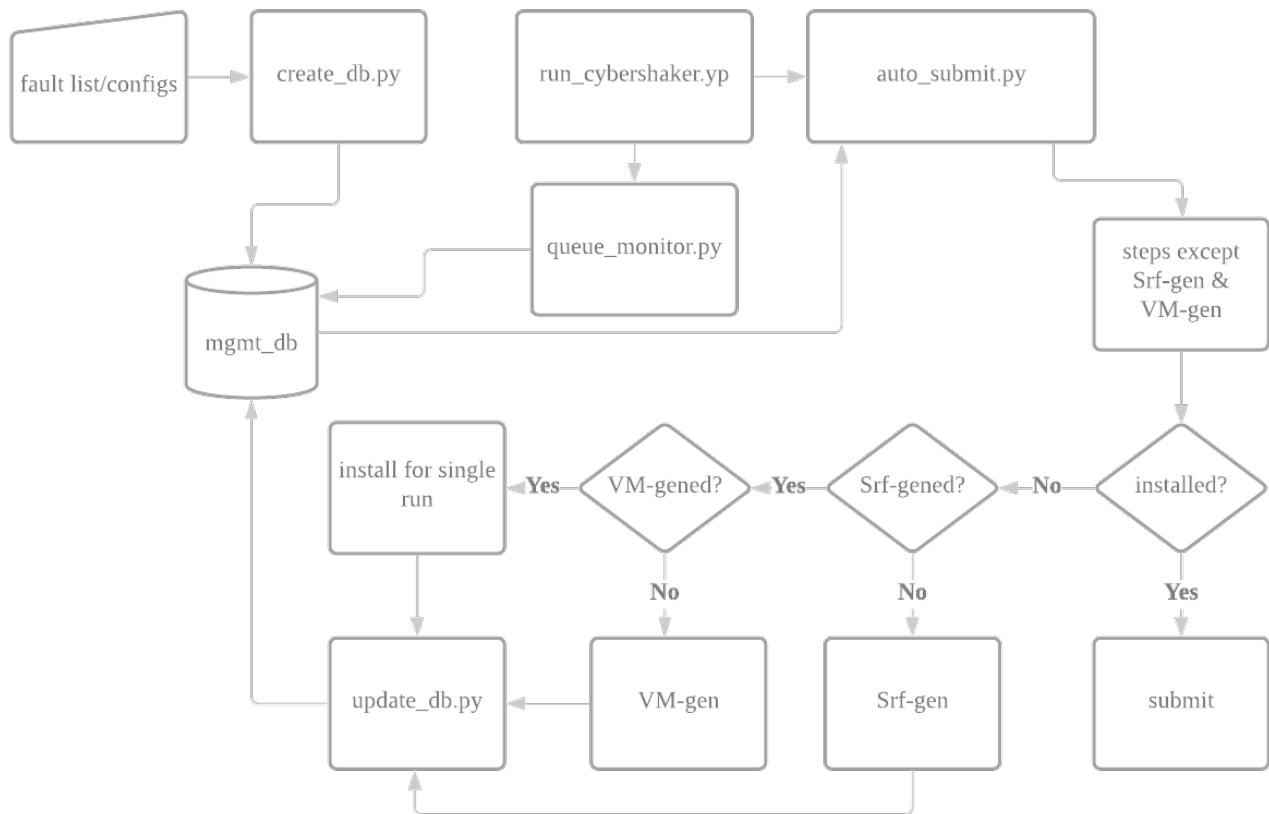 fault list/configs
create_db.py
run_cybershaker.yp
auto_submit.py
queue_monitor.py
steps except
Srf-gen &
VM-gen
mgmt_db
install for single
run
Yes
VM-gened?
Yes
Srf-gened?
No
installed?
No
No
Yes
update_db.py
VM-gen
Srf-gen
submit